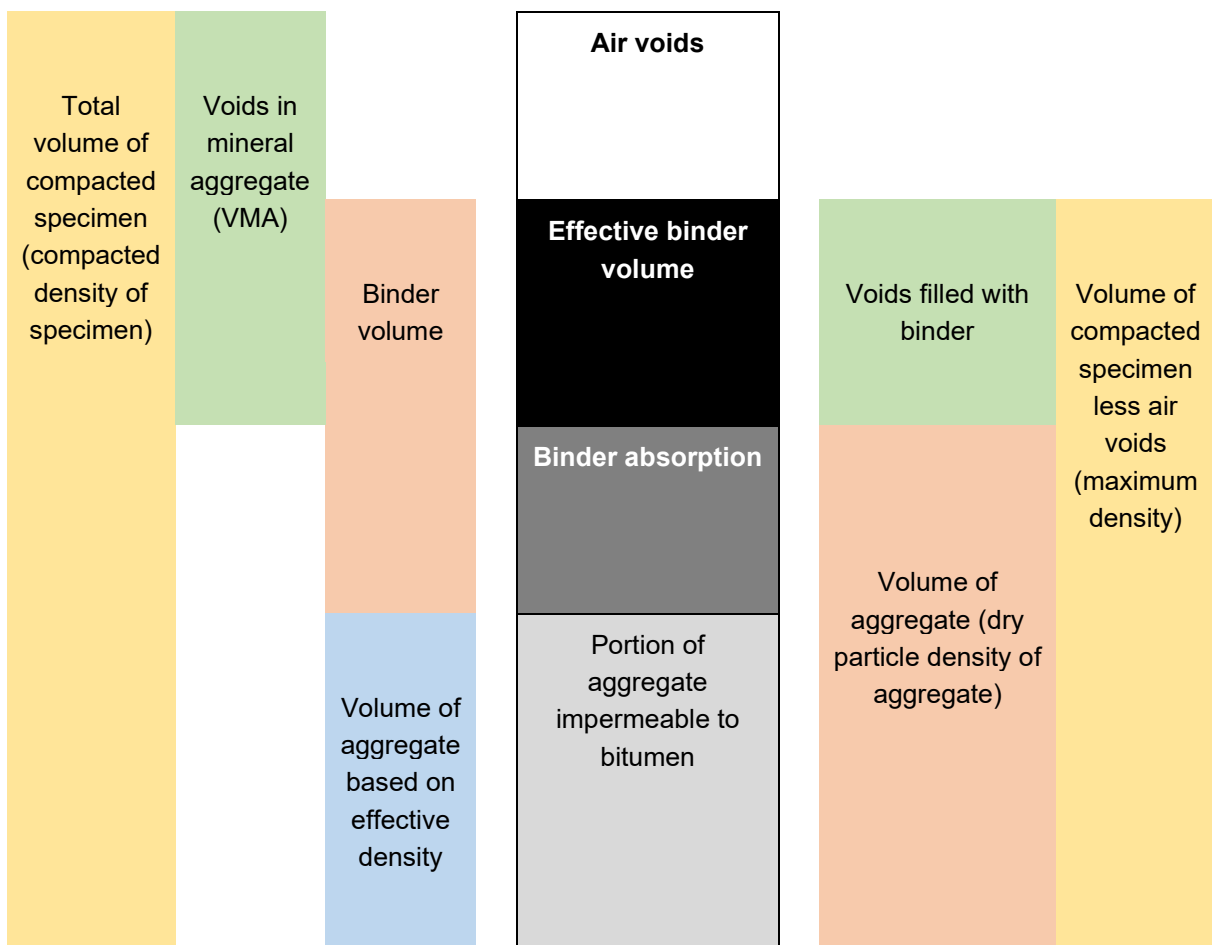 Total
volume of
compacted
specimen
(compacted
density of
specimen)
Voids in
mineral
aggregate
(VMA)
Binder
volume
Volume of
aggregate
based on
effective
density
Air voids
Effective binder
volume
Binder absorption
Portion of
aggregate
impermeable to
bitumen
Voids filled with
binder
Volume of
aggregate (dry
particle density of
aggregate)
Volume of
compacted
specimen
less air
voids
(maximum
density)